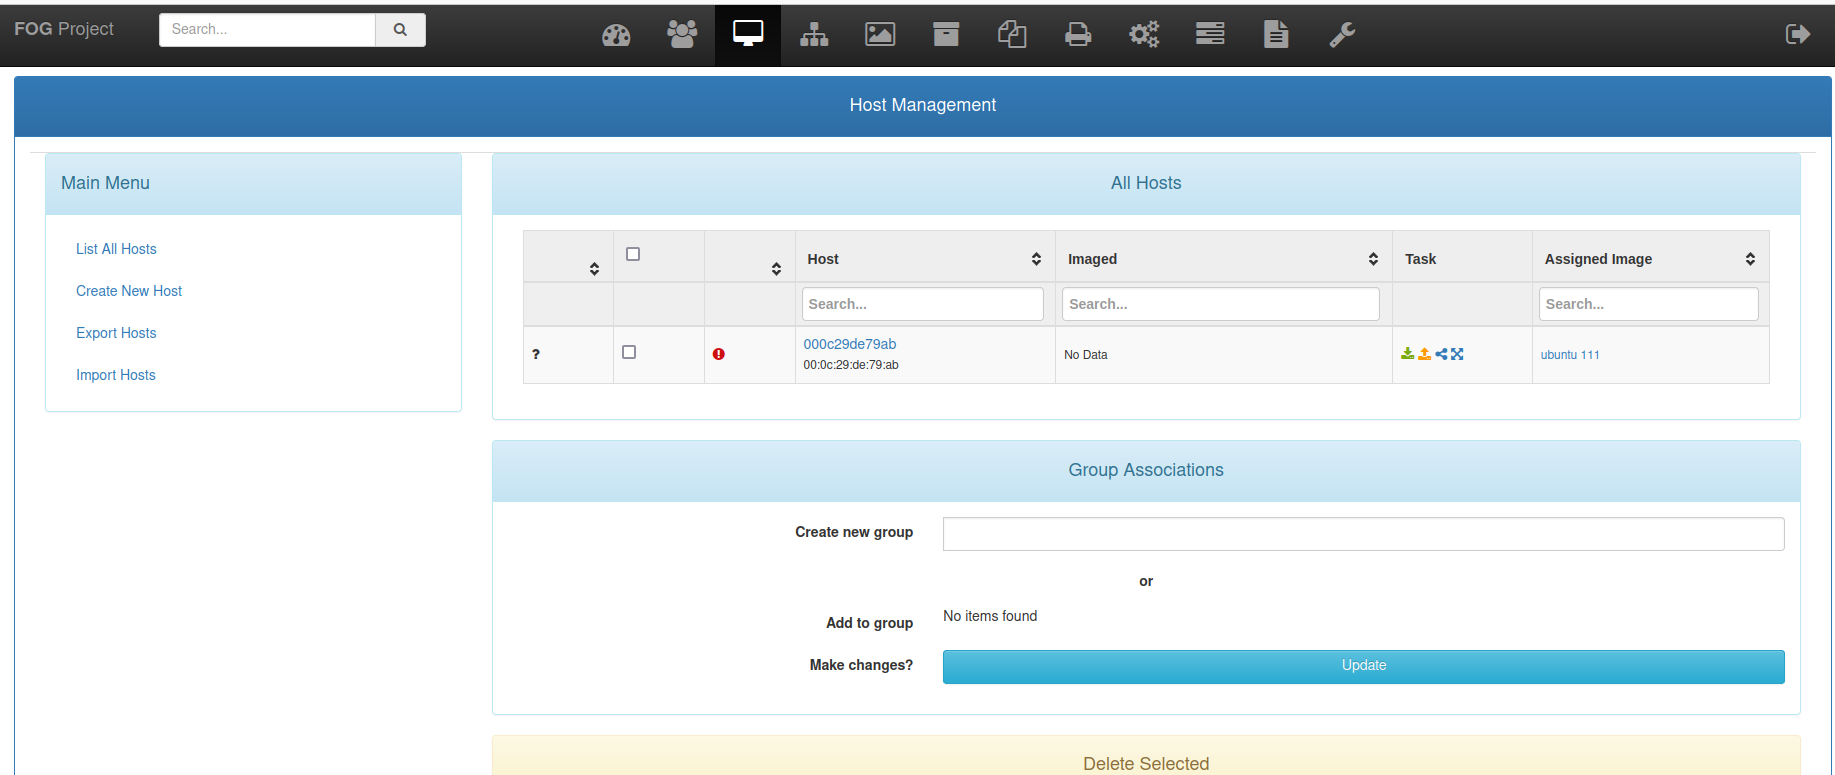 FOG Project
Search...
Host Management
Main Menu
List All Hosts
Create New Host
Export Hosts
Import Hosts
All Hosts
Host Imaged Task Assigned Image
Search... Search... Search...
? 000c29de79ab
00:0c:29:de:79:ab No Data ubuntu 111
Group Associations
Create new group
or
Add to group No items found
Make changes? Update
Delete Selected